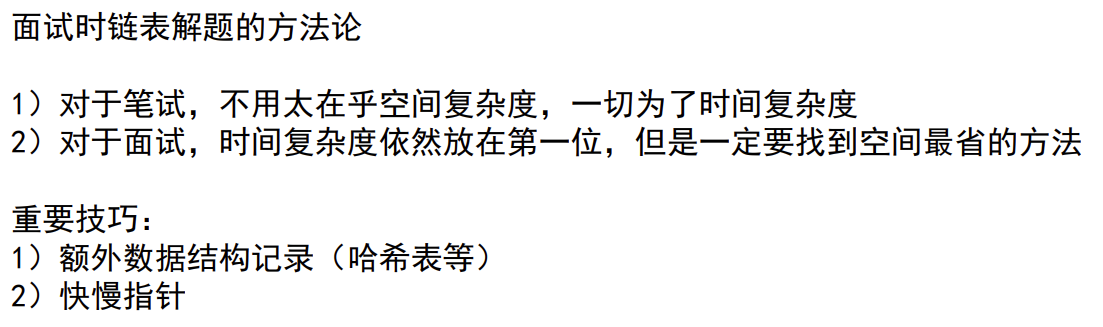 面试时链表解题的方法论
1）对于笔试，不用太在乎空间复杂度，一切为了时间复杂度
2）对于面试，时间复杂度依然放在第一位，但是一定要找到空间最省的方法
重要技巧：
1）额外数据结构记录（哈希表等）
2）快慢指针